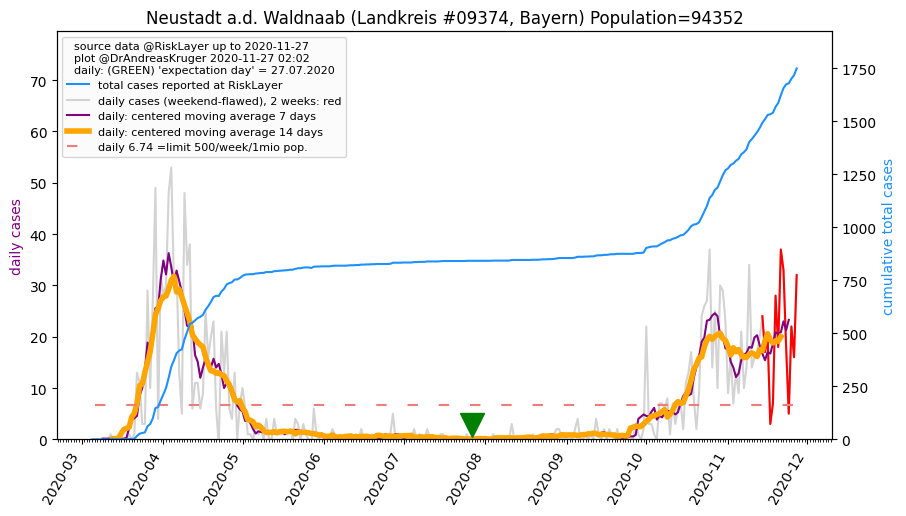 Neustadt a.d. Waldnaab (Landkreis #09374, Bayern) Population=94352
source data @RiskLayer up to 2020-11-27
plot @DrAndreasKruger 2020-11-27 02:02
daily: (GREEN) 'expectation day' = 27.07.2020
total cases reported at RiskLayer
daily cases (weekend-flawed), 2 weeks: red
daily: centered moving average 7 days
daily: centered moving average 14 days
daily 6.74 =limit 500/week/1mio pop.
daily cases
70
60
50
40
30
20
10
0
cumulative total cases
1750
1500
1250
1000
750
500
250
0
2020-03
2020-04
2020-05
2020-06
2020-07
2020-08
2020-09
2020-10
2020-11
2020-12